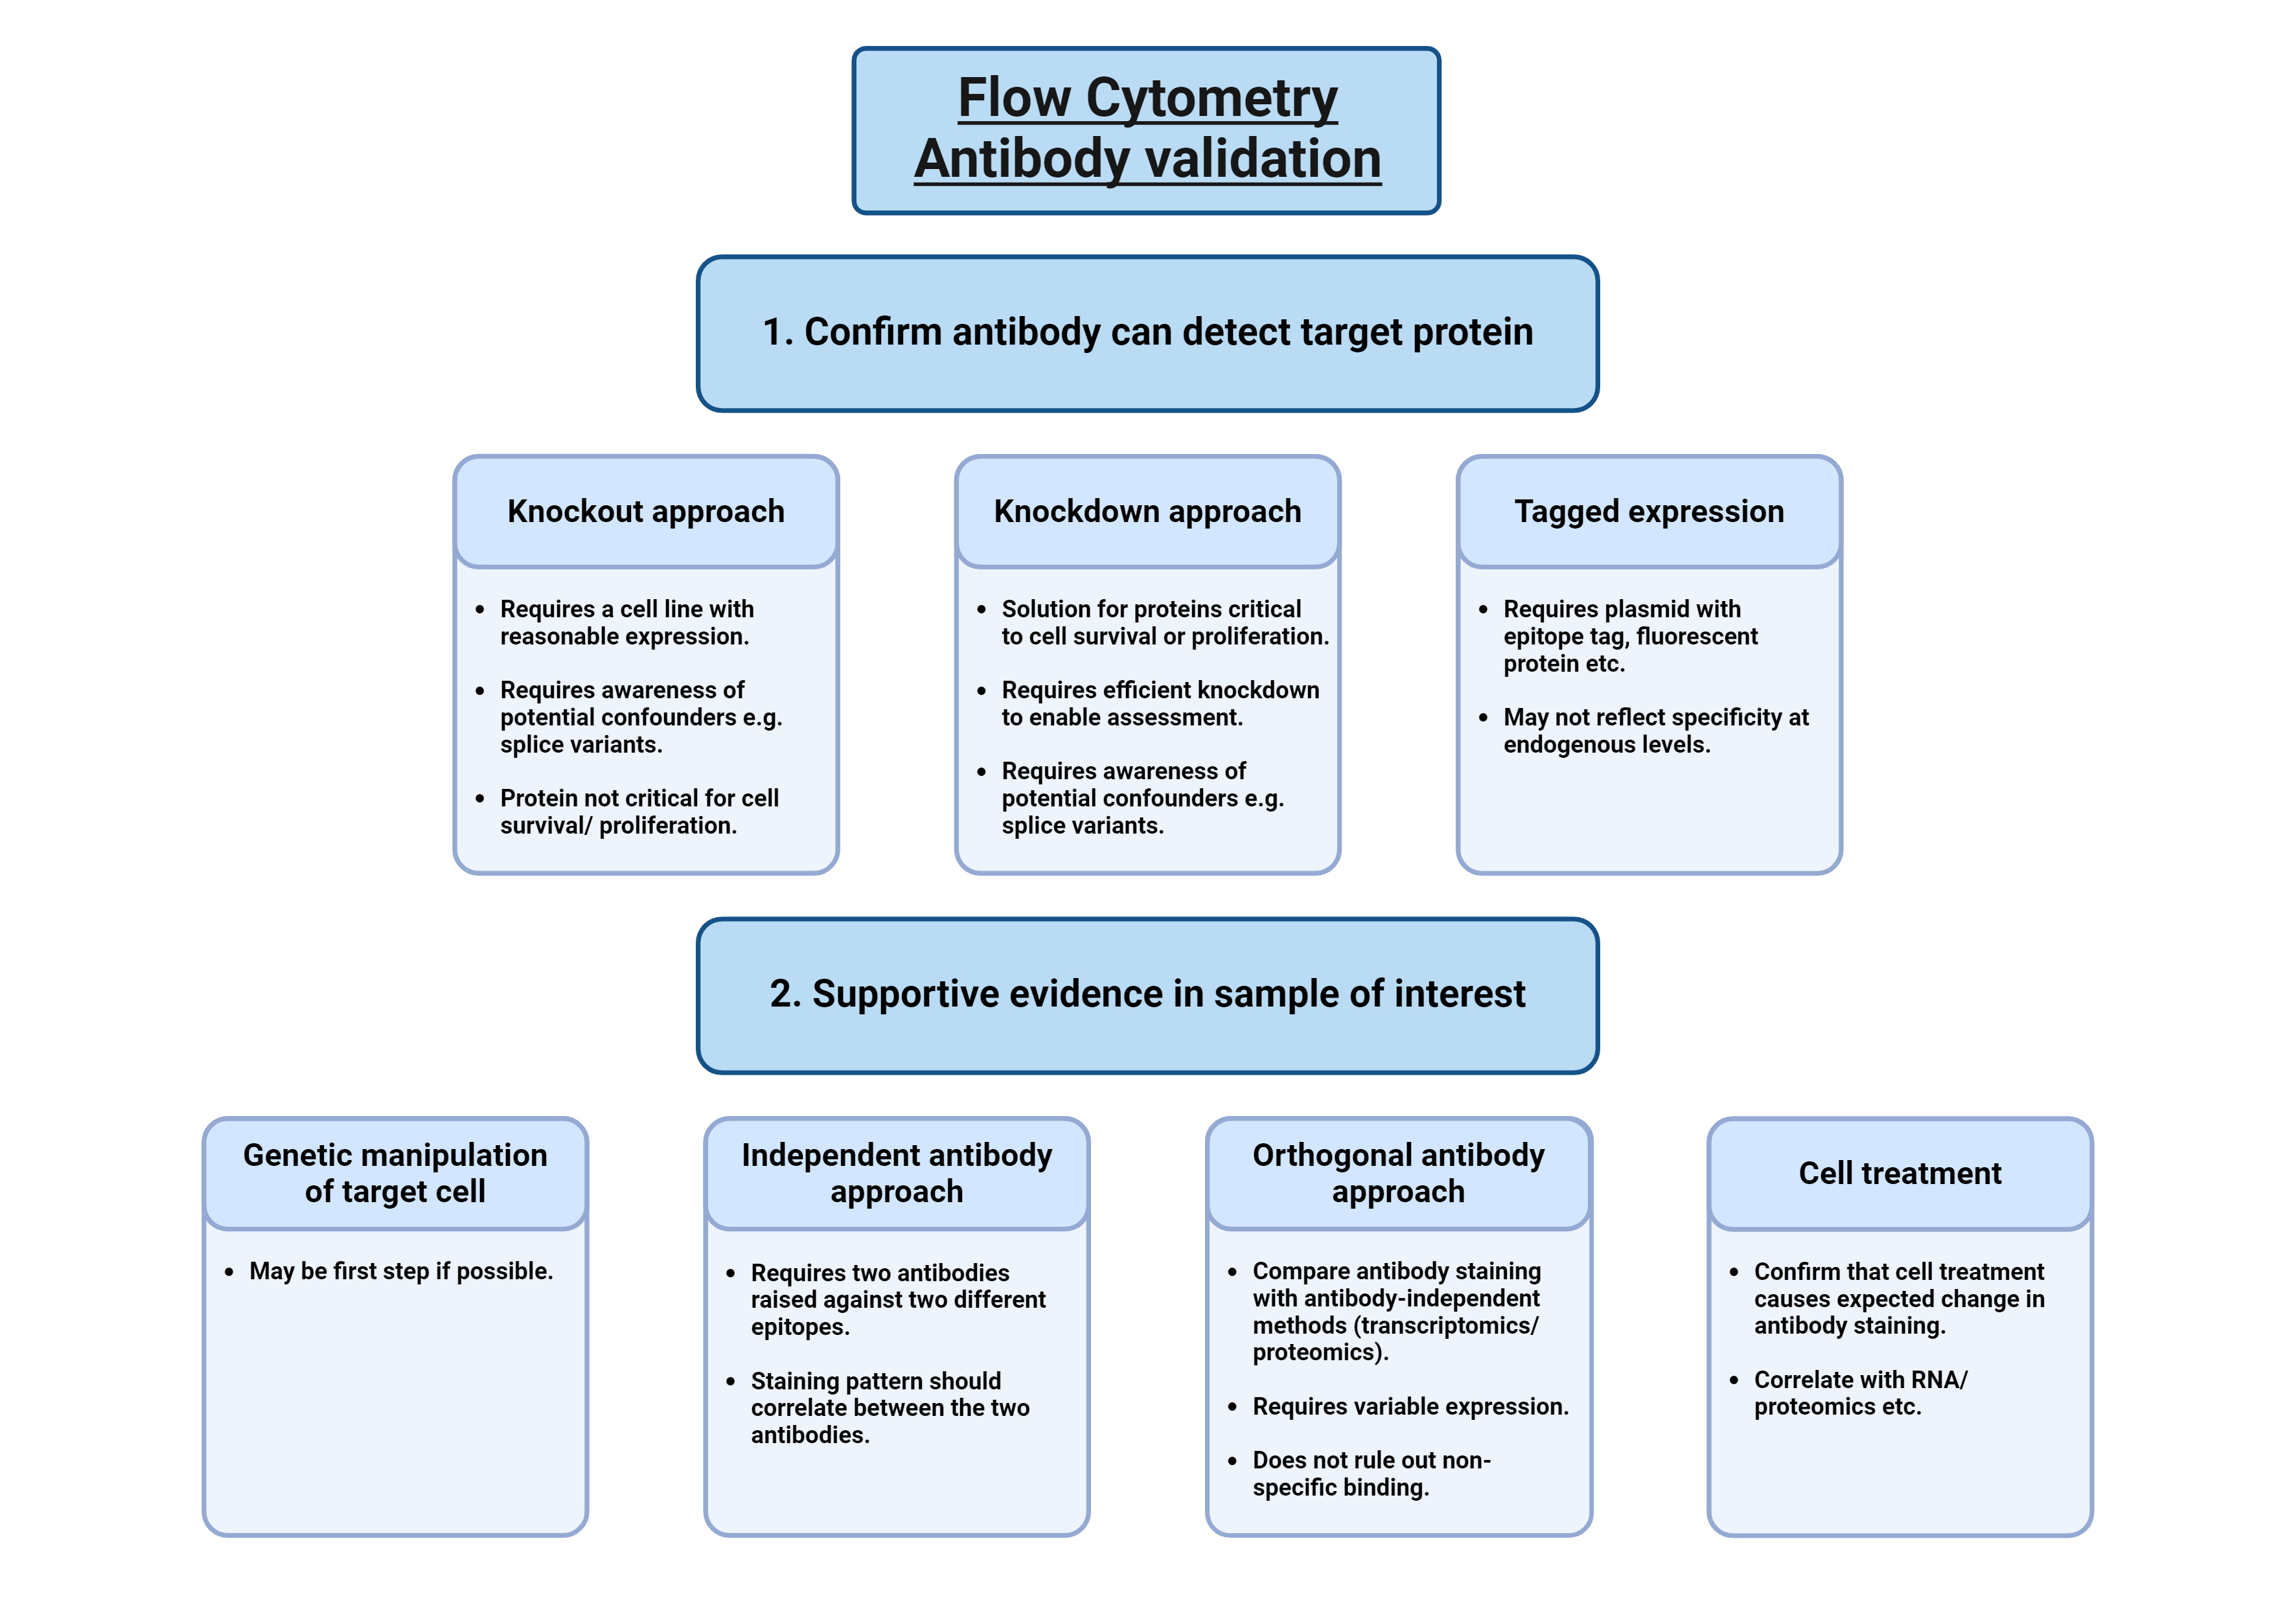 Flow Cytometry
Antibody validation
1. Confirm antibody can detect target protein
Knockout approach
• Requires a cell line with
reasonable expression.
• Requires awareness of
potential confounders e.g.
splice variants.
• Protein not critical for cell
survival/ proliferation.
Knockdown approach
• Solution for proteins critical
to cell survival or proliferation.
• Requires efficient knockdown
to enable assessment.
• Requires awareness of
potential confounders e.g.
splice variants.
Tagged expression
• Requires plasmid with
epitope tag, fluorescent
protein etc.
• May not reflect specificity at
endogenous levels.
2. Supportive evidence in sample of interest
Genetic manipulation
of target cell
• May be first step if possible.
Independent antibody
approach
• Requires two antibodies
raised against two different
epitopes.
• Staining pattern should
correlate between the two
antibodies.
Orthogonal antibody
approach
• Compare antibody staining
with antibody-independent
methods (transcriptomics/
proteomics).
• Requires variable expression.
• Does not rule out non-
specific binding.
Cell treatment
• Confirm that cell treatment
causes expected change in
antibody staining.
• Correlate with RNA/
proteomics etc.